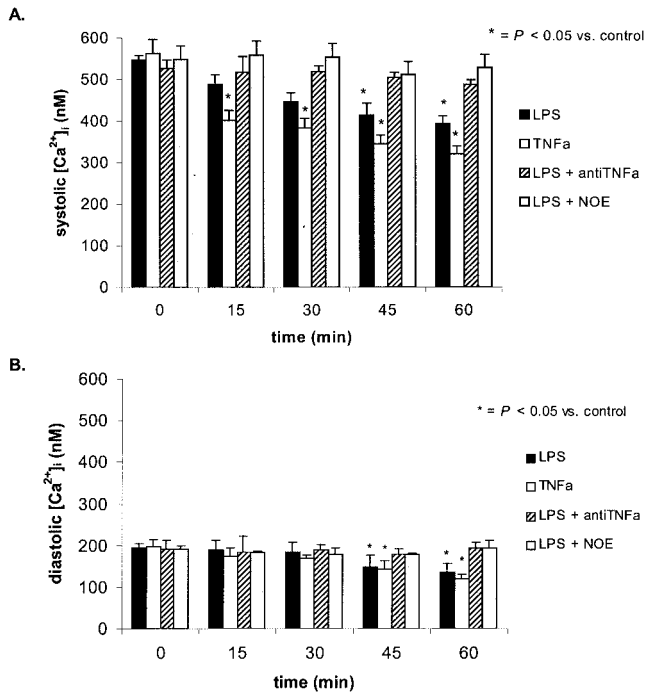 A.
* = P < 0.05 vs. control
systolic [Ca2+]i (nM)
600
500
400
300
200
100
0
* * * * * *
0 15 30 45 60
time (min)
LPS
TNFa
LPS + antiTNFa
LPS + NOE
B.
* = P < 0.05 vs. control
diastolic [Ca2+]i (nM)
600
500
400
300
200
100
0
* * * *
0 15 30 45 60
time (min)
LPS
TNFa
LPS + antiTNFa
LPS + NOE